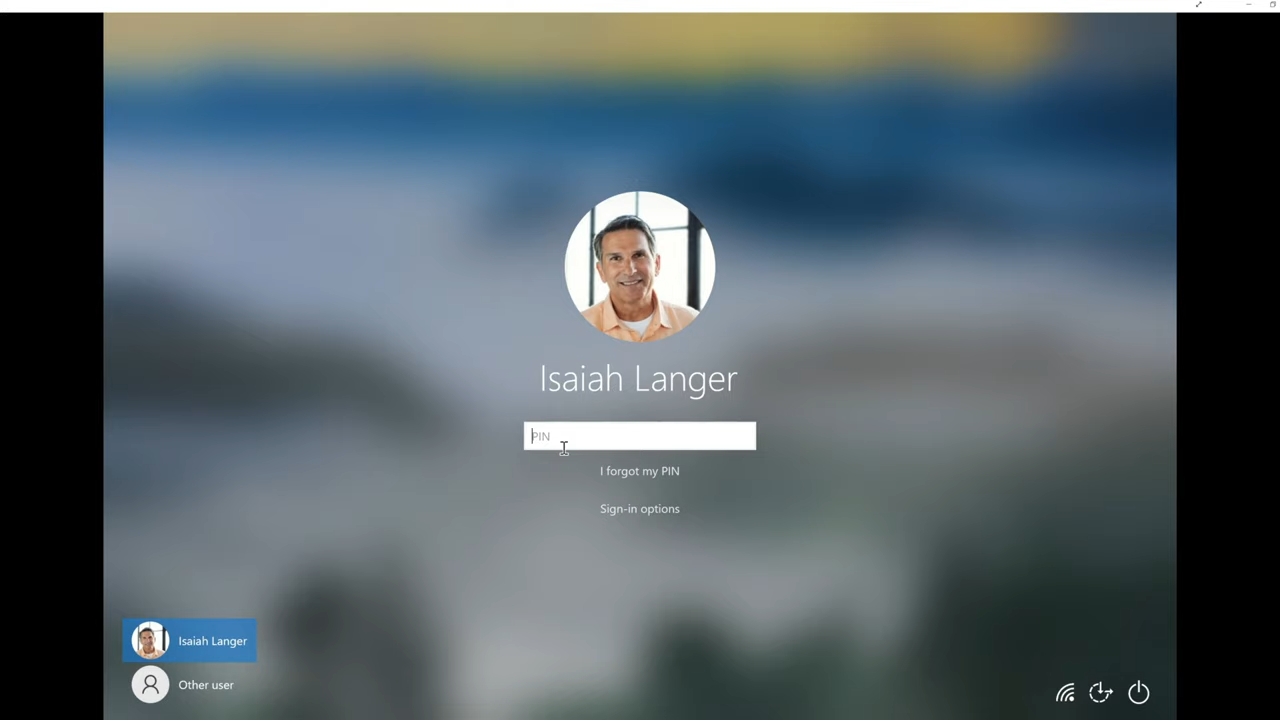 Isaiah Langer
PIN
I forgot my PIN
Sign-in options
Isaiah Langer
Other user